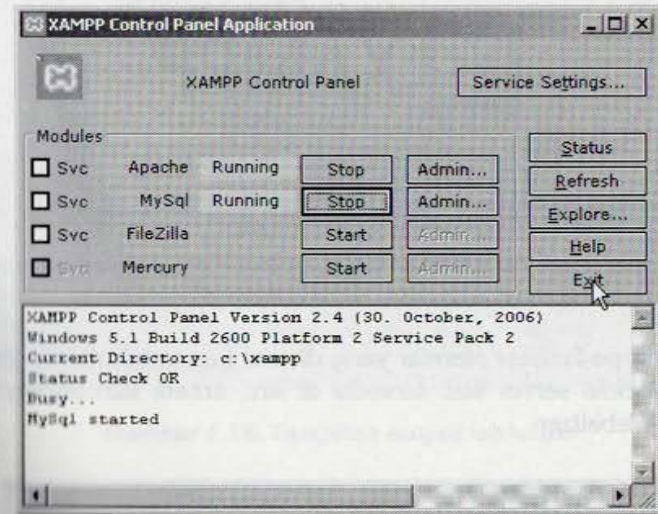 XAMPP Control Panel Application
XAMPP Control Panel
Service Settings...
Modules
Svc Apache Running Stop Admin...
Svc MySql Running Stop Admin...
Svc FileZilla Start Admin...
Svc Mercury Start Admin...
Status
Refresh
Explore...
Help
Exit
XAMPP Control Panel Version 2.4 (30. October, 2006)
Windows 5.1 Build 2600 Platform 2 Service Pack 2
Current Directory: c:\xampp
Status Check OK
Busy...
MySql started